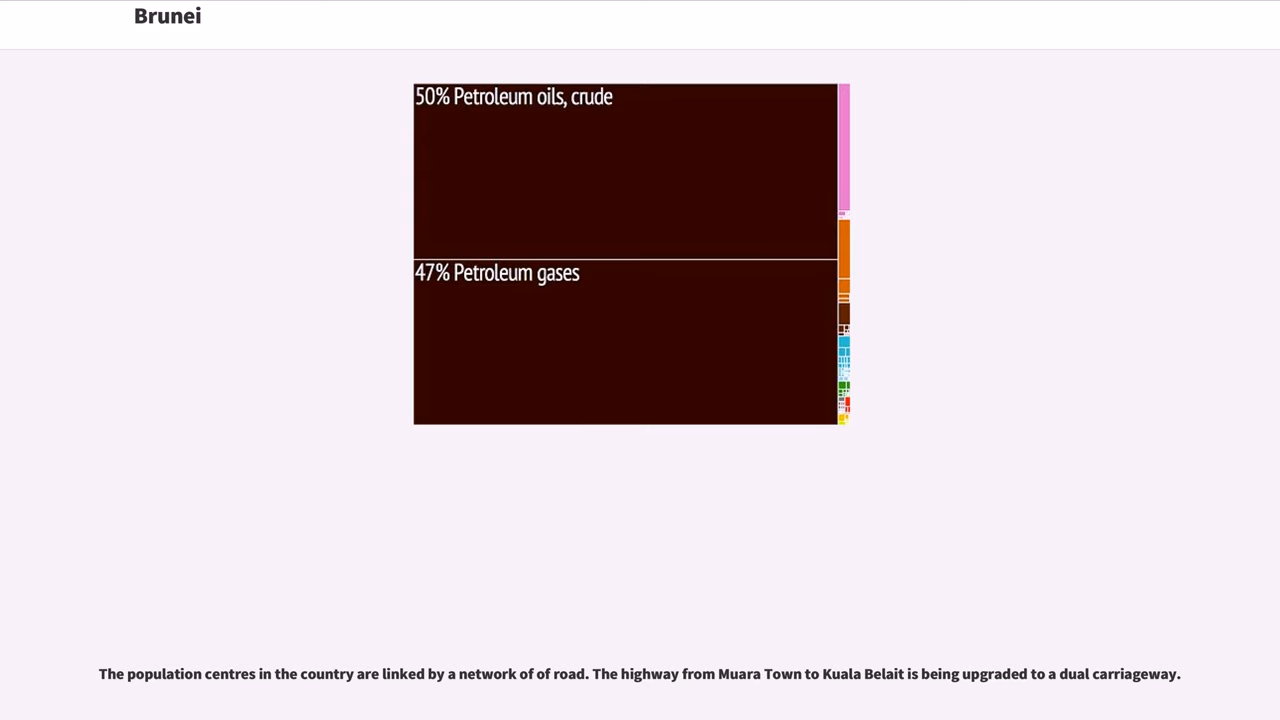 Brunei
50% Petroleum oils, crude
47% Petroleum gases
The population centres in the country are linked by a network of of road. The highway from Muara Town to Kuala Belait is being upgraded to a dual carriageway.